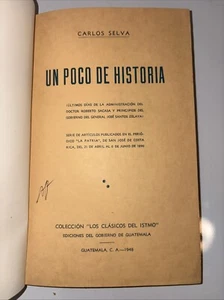 CARLOS SELVA
UN POCO DE HISTORIA
(ULTIMOS DIAS DE LA ADMINISTRACIÓN DEL
DOCTOR ROBERTO SACASA Y PRINCIPIOS DEL
GOBIERNO DEL GENERAL JOSÉ SANTOS ZELAYA)
SERIE DE ARTÍCULOS PUBLICADOS EN EL PERIÓ-
DICO "LA PATRIA", DE SAN JOSÉ DE COSTA
RICA, DEL 21 DE ABRIL AL 6 DE JUNIO DE 1896
COLECCIÓN "LOS CLÁSICOS DEL ISTMO"
EDICIONES DEL GOBIERNO DE GUATEMALA
GUATEMALA, C. A.—1948